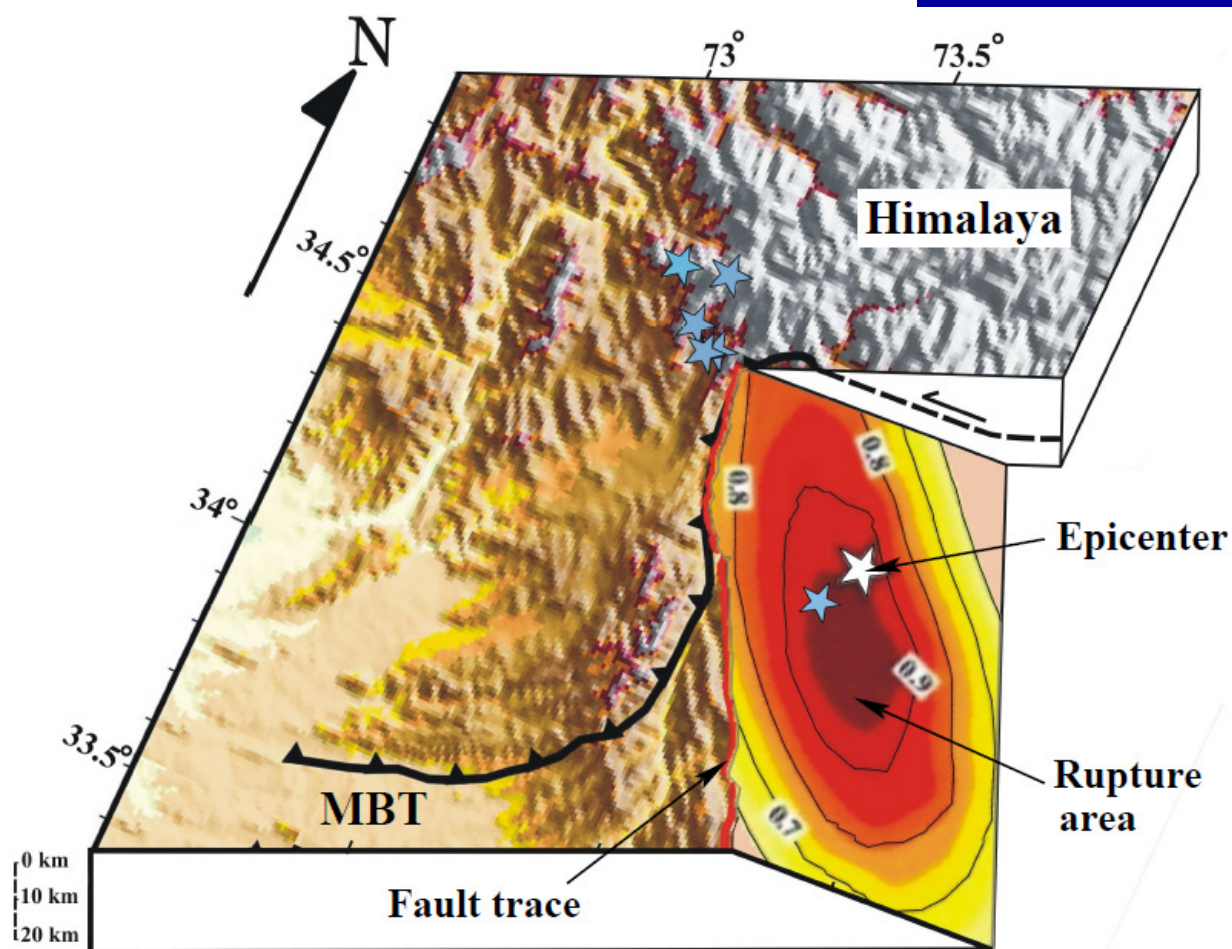 N
73°
73.5°
Himalaya
34.5°
0.8
0.8
34°
Epicenter
0.9
33.5°
Rupture
area
MBT
0.7
0 km
10 km
20 km
Fault trace